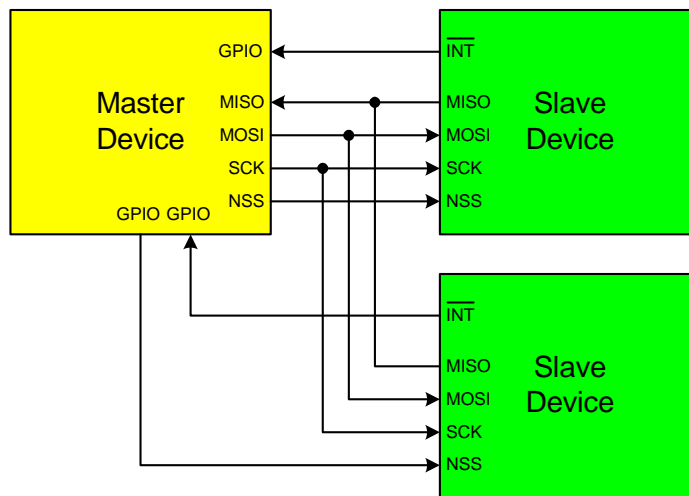 GPIO
MISO
Master
Device
MOSI
SCK
NSS
GPIO GPIO
INT
MISO
Slave
Device
MOSI
SCK
NSS
INT
MISO
Slave
Device
MOSI
SCK
NSS